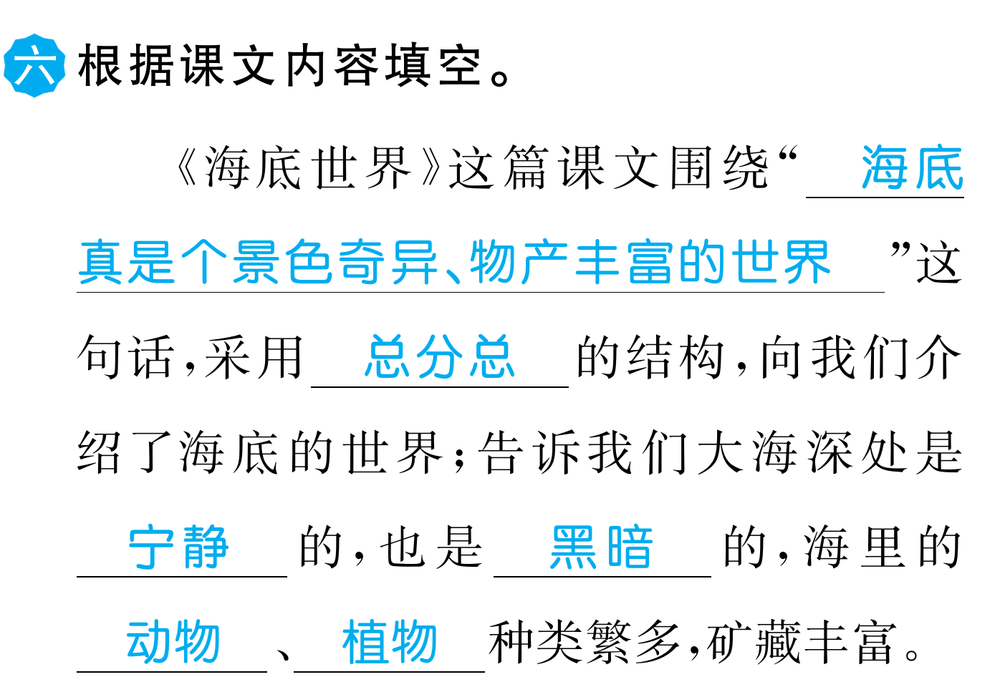 六 根据课文内容填空。
《海底世界》这篇课文围绕“海底
真是个景色奇异、物产丰富的世界”这
句话,采用 总分总 的结构,向我们介
绍了海底的世界;告诉我们大海深处是
宁静 的,也是 黑暗 的,海里的
动物、植物 种类繁多,矿藏丰富。